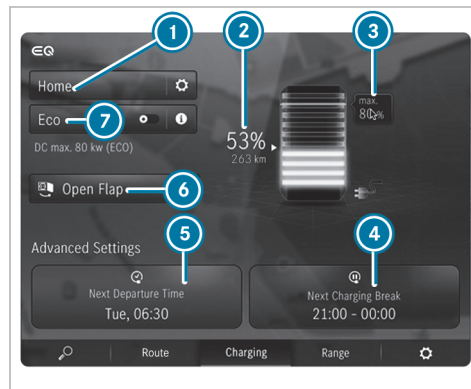 1
2
3
EQ
Home
max.
80 %
Eco
7
53%
DC max. 80 kw (ECO)
263 km
Open Flap
6
5
4
Advanced Settings
Next Departure Time
Tue, 06:30
Next Charging Break
21:00 - 00:00
Route
Charging
Range